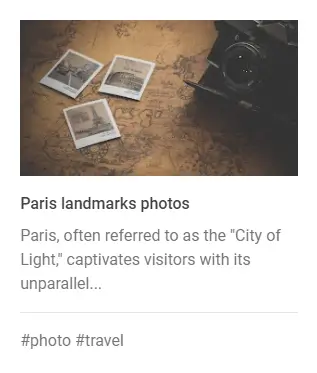 Paris landmarks photos
Paris, often referred to as the "City of
Light," captivates visitors with its
unparallel...
#photo #travel